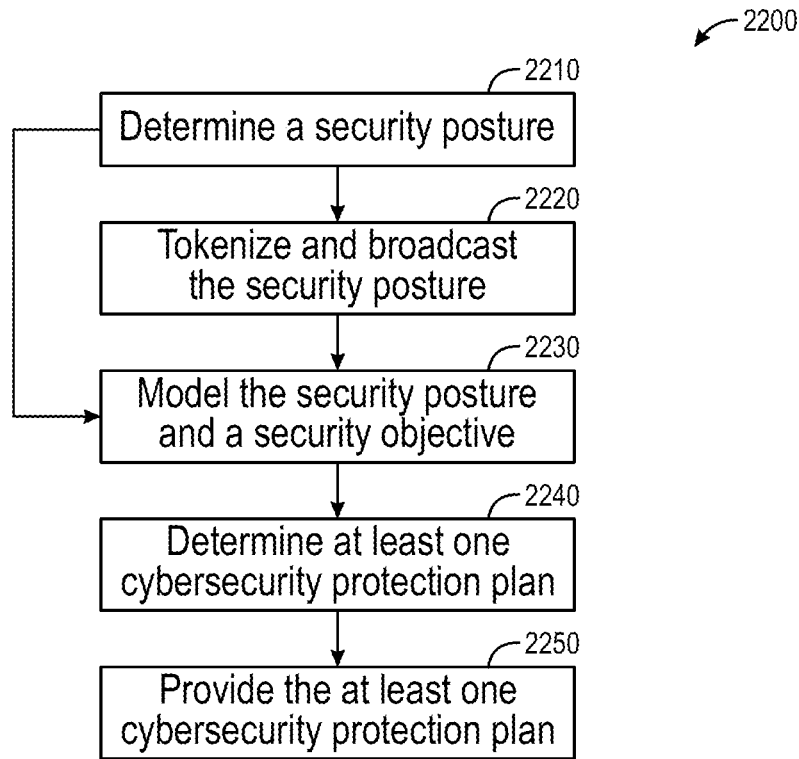 2200
2210
Determine a security posture
2220
Tokenize and broadcast
the security posture
2230
Model the security posture
and a security objective
2240
Determine at least one
cybersecurity protection plan
2250
Provide the at least one
cybersecurity protection plan